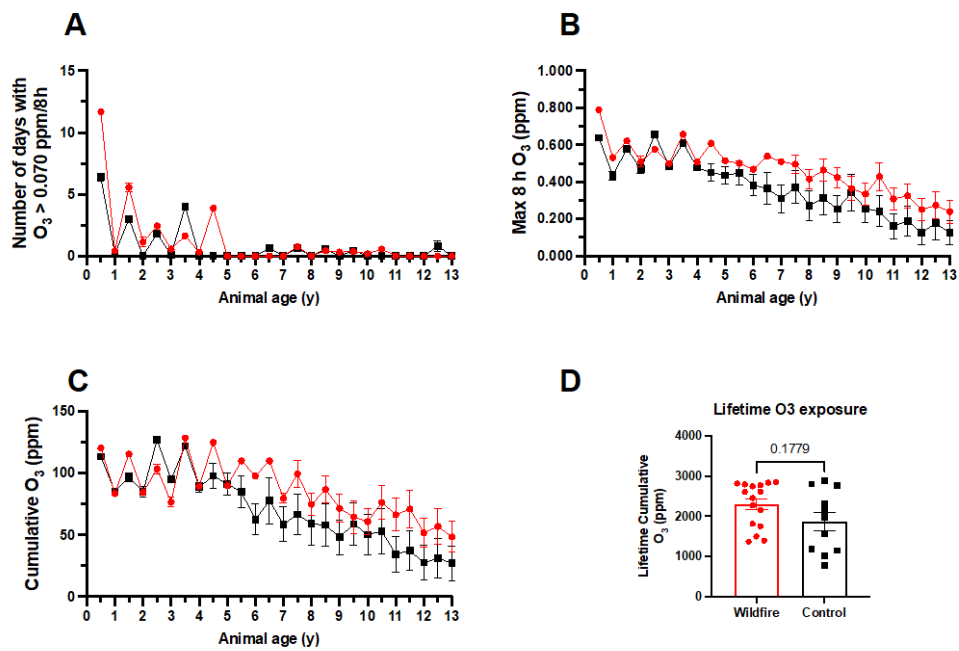 A
Number of days with
O3 > 0.070 ppm/8h
15
10
5
0
0 1 2 3 4 5 6 7 8 9 10 11 12 13
Animal age (y)
B
Max 8 h O3 (ppm)
1.000
0.800
0.600
0.400
0.200
0.000
0 1 2 3 4 5 6 7 8 9 10 11 12 13
Animal age (y)
C
Cumulative O3 (ppm)
150
100
50
0
0 1 2 3 4 5 6 7 8 9 10 11 12 13
Animal age (y)
D
Lifetime O3 exposure
Lifetime Cumulative
O3 (ppm)
4000
3000
2000
1000
0
0.1779
Wildfire Control